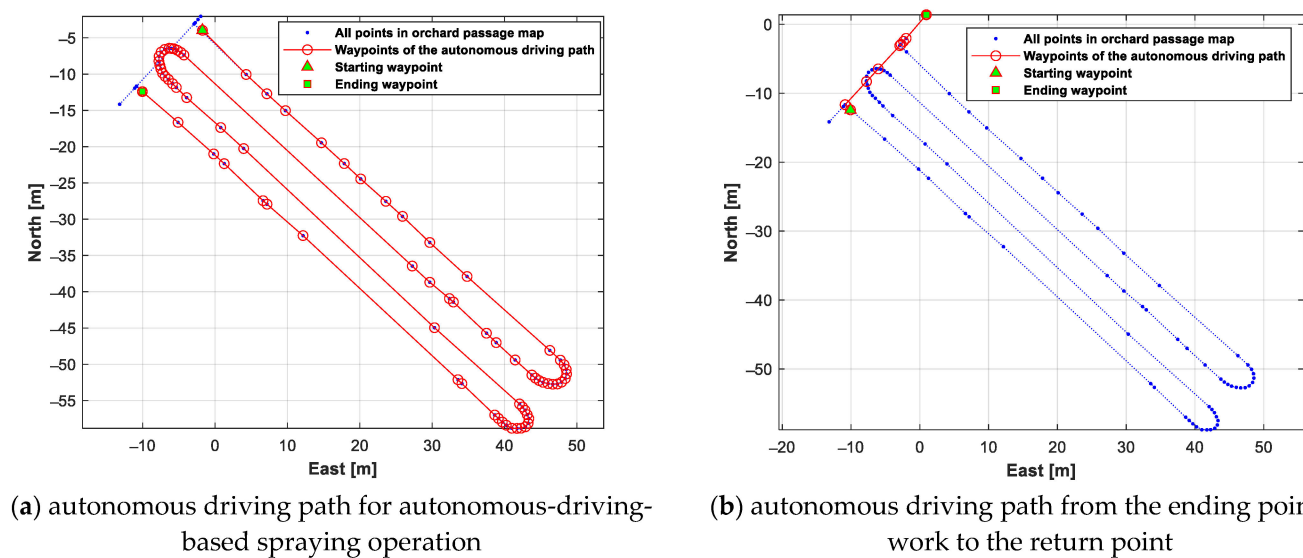 All points in orchard passage map
Waypoints of the autonomous driving path
Starting waypoint
Ending waypoint
–5
–10
–15
–20
–25
–30
–35
–40
–45
–50
–55
North [m]
–10
0
10
20
30
40
50
East [m]
(a) autonomous driving path for autonomous-driving-
based spraying operation
All points in orchard passage map
Waypoints of the autonomous driving path
Starting waypoint
Ending waypoint
0
–10
–20
–30
–40
–50
North [m]
–20
–10
0
10
20
30
40
50
East [m]
(b) autonomous driving path from the ending poin
work to the return point